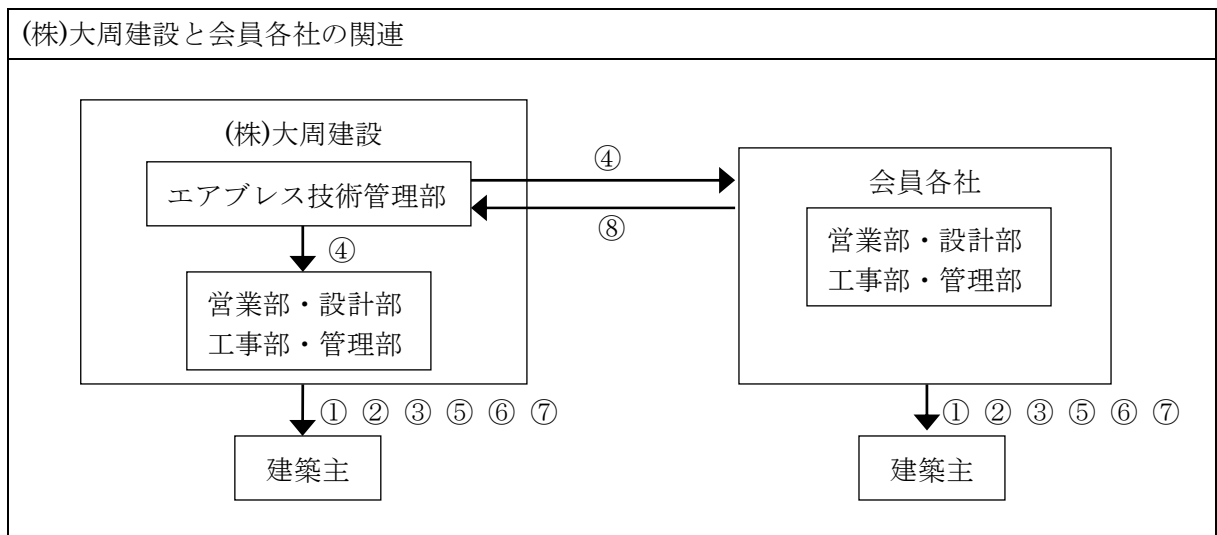 (株)大周建設と会員各社の関連
(株)大周建設
エアブレス技術管理部
④
営業部・設計部
工事部・管理部
① ② ③ ⑤ ⑥ ⑦
建築主
④
⑧
会員各社
営業部・設計部
工事部・管理部
① ② ③ ⑤ ⑥ ⑦
建築主